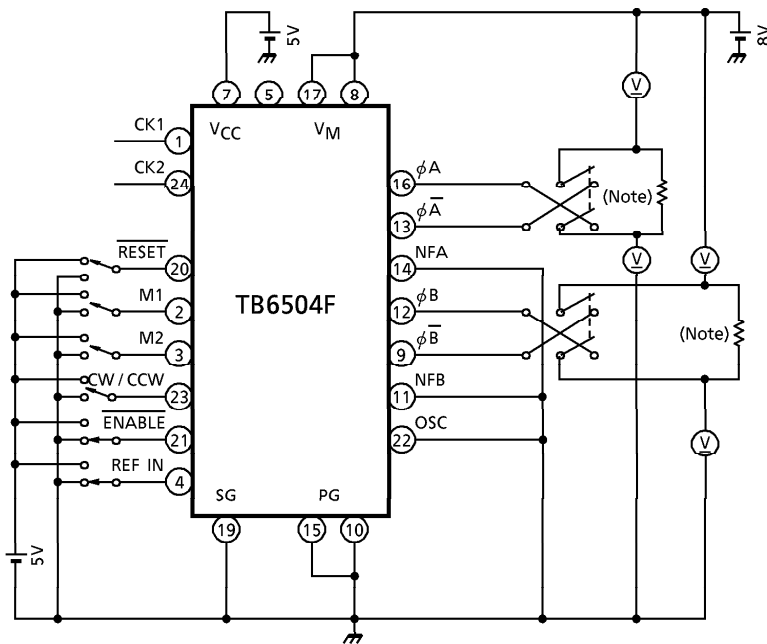 5V
8V
7
5
17
8
CK1
1
VCC
VM
CK2
24
16
φA
(Note)
13
φA̅
R̅E̅S̅E̅T̅
20
14
NFA
M1
2
TB6504F
12
φB
M2
3
9
φB̅
(Note)
CW / CCW
23
11
NFB
E̅N̅A̅B̅L̅E̅
21
22
OSC
REF IN
4
SG
PG
19
15
10
5V
V
V
V
V